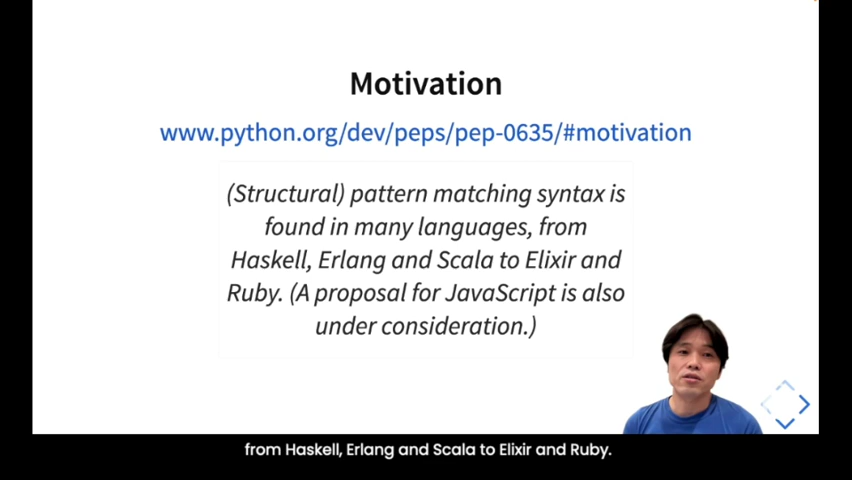 Motivation
www.python.org/dev/peps/pep-0635/#motivation
(Structural) pattern matching syntax is
found in many languages, from
Haskell, Erlang and Scala to Elixir and
Ruby. (A proposal for JavaScript is also
under consideration.)
from Haskell, Erlang and Scala to Elixir and Ruby.